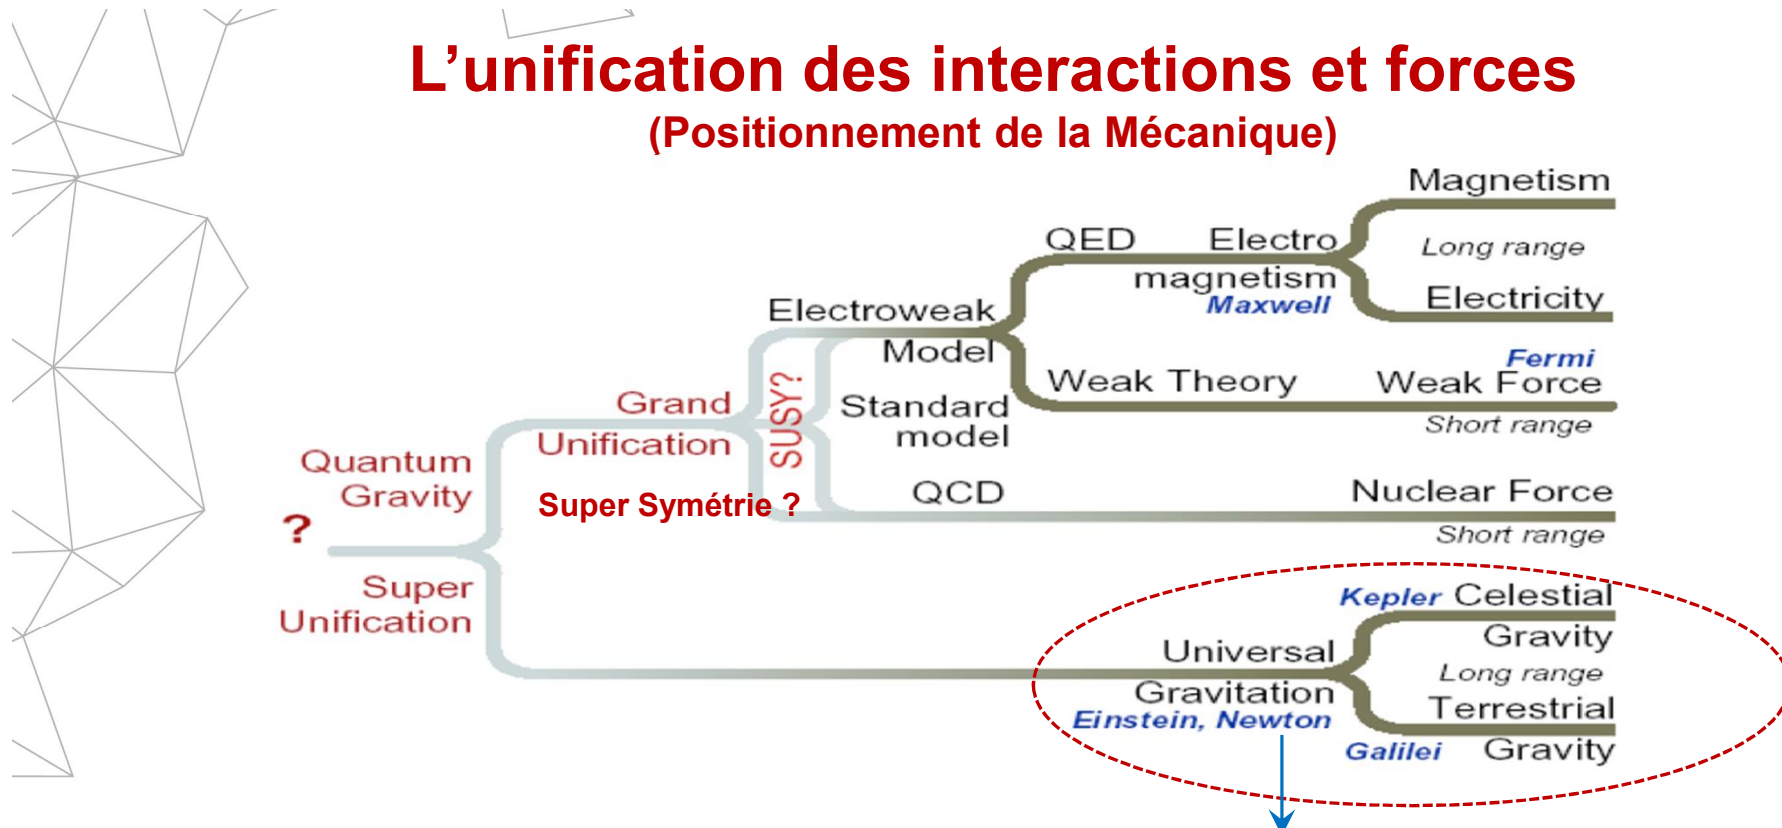 L’unification des interactions et forces
(Positionnement de la Mécanique)
Magnetism
QED
Electro
magnetism
Maxwell
Long range
Electricity
Electroweak
Model
Fermi
Weak Theory
Weak Force
Short range
SUSY?
Grand
Unification
Standard
model
Quantum
Gravity
Super Symétrie ?
QCD
Nuclear Force
Short range
?
Super
Unification
Kepler Celestial
Gravity
Universal
Gravitation
Einstein, Newton
Long range
Terrestrial
Galilei Gravity